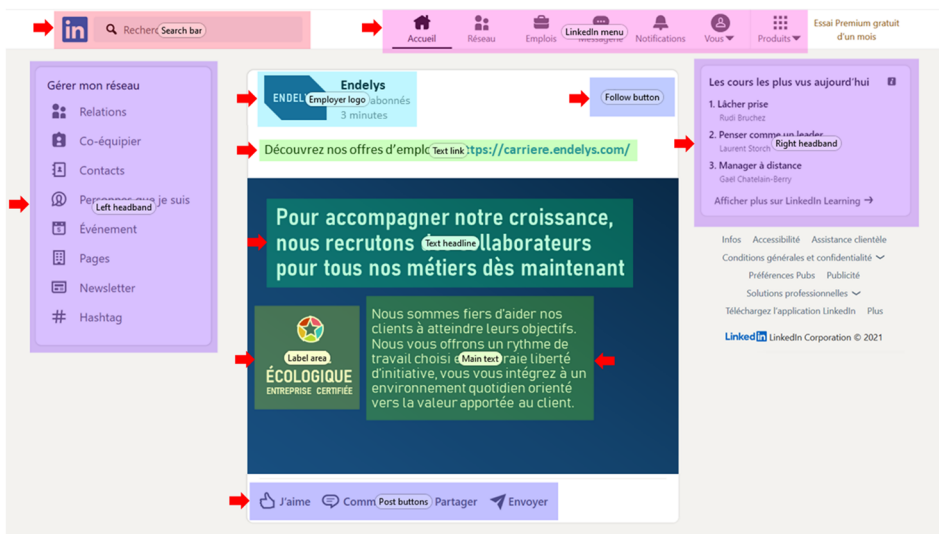 in
Recherc
Search bar
Accueil
Réseau
Emplois
LinkedIn menu
Messagerie
Notifications
Vous
Produits
Essai Premium gratuit
d'un mois
Gérer mon réseau
Relations
Co-équipier
Contacts
Personnes que je suis
Left headband
Événement
Pages
Newsletter
Hashtag
ENDEL
Employer logo
Endelys
abonnés
3 minutes
Follow button
Découvrez nos offres d'emplo
Text link
ttps://carriere.endelys.com/
Pour accompagner notre croissance,
nous recrutons
Text headline
llaborateurs
pour tous nos métiers dès maintenant
Label area
ÉCOLOGIQUE
ENTREPRISE CERTIFIÉE
Nous sommes fiers d'aider nos
clients à atteindre leurs objectifs.
Nous vous offrons un rythme de
travail choisi e
Main text
raie liberté
d'initiative, vous vous intégrez à un
environnement quotidien orienté
vers la valeur apportée au client.
J'aime
Comm
Post buttons
Partager
Envoyer
Les cours les plus vus aujourd'hui
1. Lâcher prise
Rudi Bruchez
2. Penser comme un leader
Laurent Storch
Right headband
3. Manager à distance
Gaël Chatelain-Berry
Afficher plus sur LinkedIn Learning →
Infos Accessibilité Assistance clientèle
Conditions générales et confidentialité
Préférences Pubs Publicité
Solutions professionnelles
Téléchargez l'application LinkedIn Plus
Linked in LinkedIn Corporation © 2021